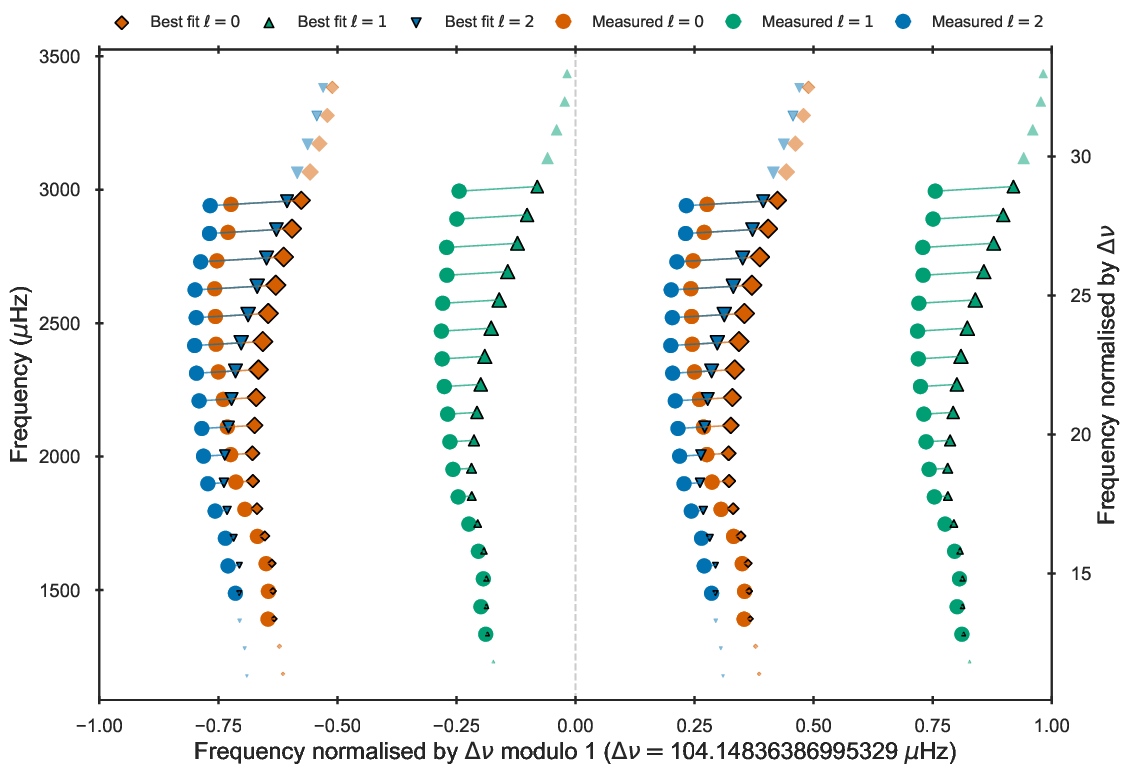 Best fit ℓ = 0 Best fit ℓ = 1 Best fit ℓ = 2 Measured ℓ = 0 Measured ℓ = 1 Measured ℓ = 2
3500
3000
2500
2000
1500
Frequency (μHz)
30
25
20
15
Frequency normalised by Δν
−1.00 −0.75 −0.50 −0.25 0.00 0.25 0.50 0.75 1.00
Frequency normalised by Δν modulo 1 (Δν = 104.14836386995329 μHz)